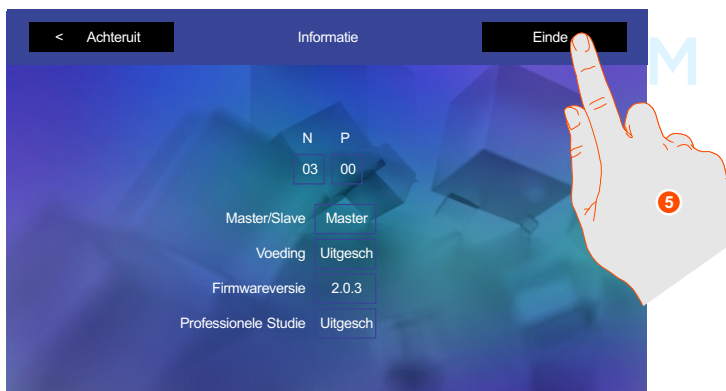 < Achteruit Informatie Einde
M
N P
03 00
Master/Slave Master
Voeding Uitgesch
Firmwareversie 2.0.3
Professionele Studie Uitgesch
5